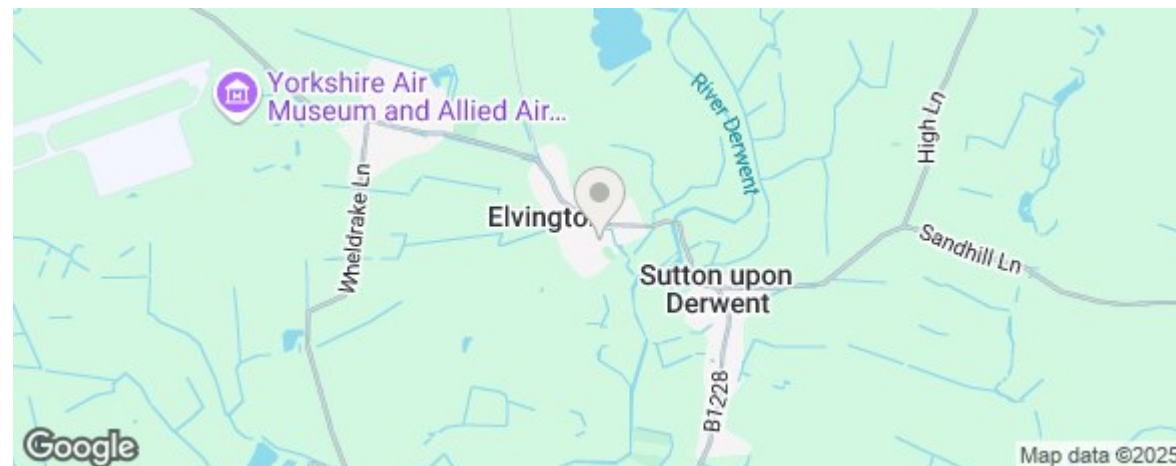 Yorkshire Air
Museum and Allied Air...
River Derwent
High Ln
Wheldrake Ln
Elvington
Sandhill Ln
Sutton upon
Derwent
B1228
Google
Map data ©2025